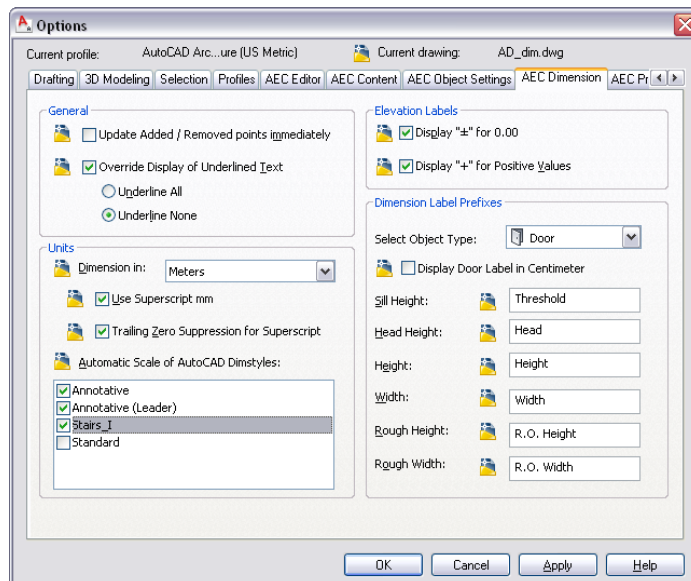 Options
Current profile: AutoCAD Arc...ure (US Metric) Current drawing: AD_dim.dwg
Drafting 3D Modeling Selection Profiles AEC Editor AEC Content AEC Object Settings AEC Dimension AEC Pr
General
Update Added / Removed points immediately
Override Display of Underlined Text
Underline All
Underline None
Units
Dimension in: Meters
Use Superscript mm
Trailing Zero Suppression for Superscript
Automatic Scale of AutoCAD Dimstyles:
Annotative
Annotative (Leader)
Stairs_I
Standard
Elevation Labels
Display "±" for 0.00
Display "+" for Positive Values
Dimension Label Prefixes
Select Object Type: Door
Display Door Label in Centimeter
Sill Height: Threshold
Head Height: Head
Height: Height
Width: Width
Rough Height: R.O. Height
Rough Width: R.O. Width
OK Cancel Apply Help